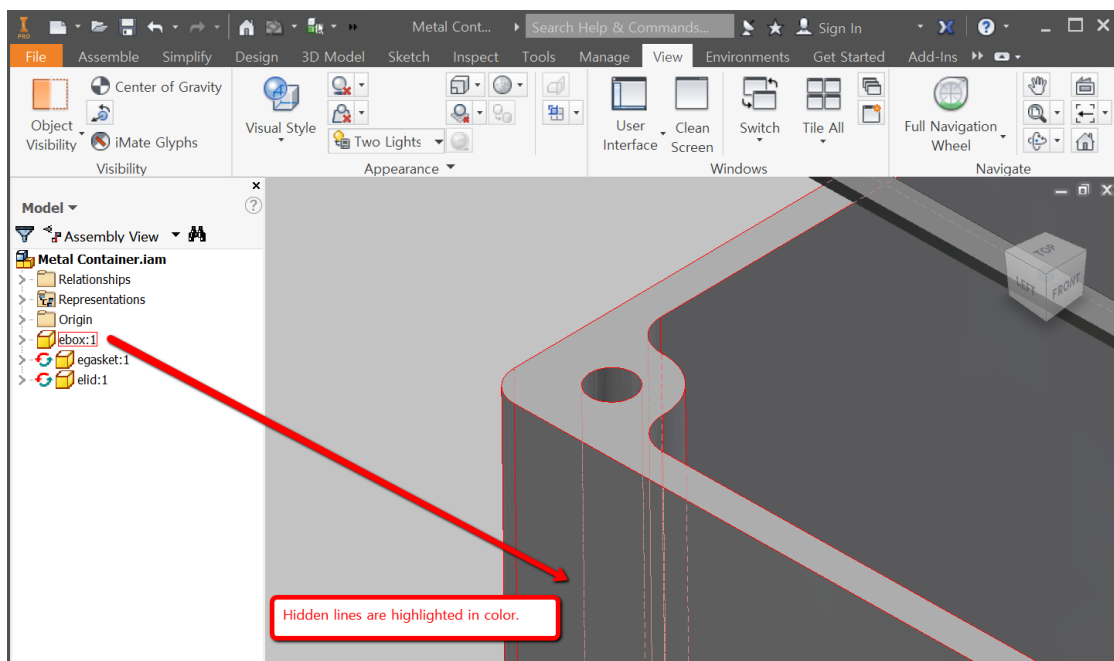 PRO
Metal Cont...
Search Help & Commands...
Sign In
File Assemble Simplify Design 3D Model Sketch Inspect Tools Manage View Environments Get Started Add-Ins
Center of Gravity
Object Visibility
iMate Glyphs
Visibility
Visual Style
Two Lights
Appearance
User Interface
Clean Screen
Switch
Tile All
Windows
Full Navigation Wheel
Navigate
Model
Assembly View
Metal Container.iam
Relationships
Representations
Origin
ebox:1
egasket:1
elid:1
TOP
LEFT
FRONT
Hidden lines are highlighted in color.